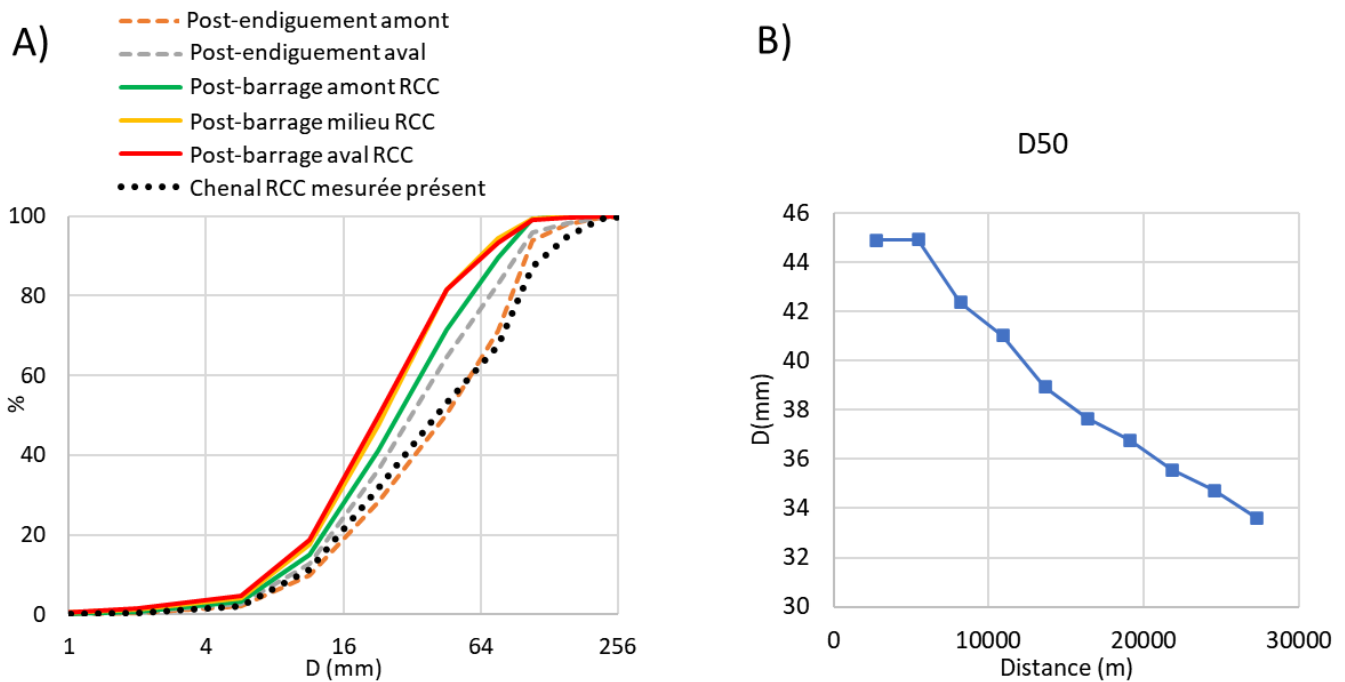 A)
Post-endiguement amont
Post-endiguement aval
Post-barrage amont RCC
Post-barrage milieu RCC
Post-barrage aval RCC
Chenal RCC mesurée présent
100
80
60
40
20
0
%
1 4 16 64 256
D (mm)
B)
D50
46
44
42
40
38
36
34
32
30
D(mm)
0 10000 20000 30000
Distance (m)